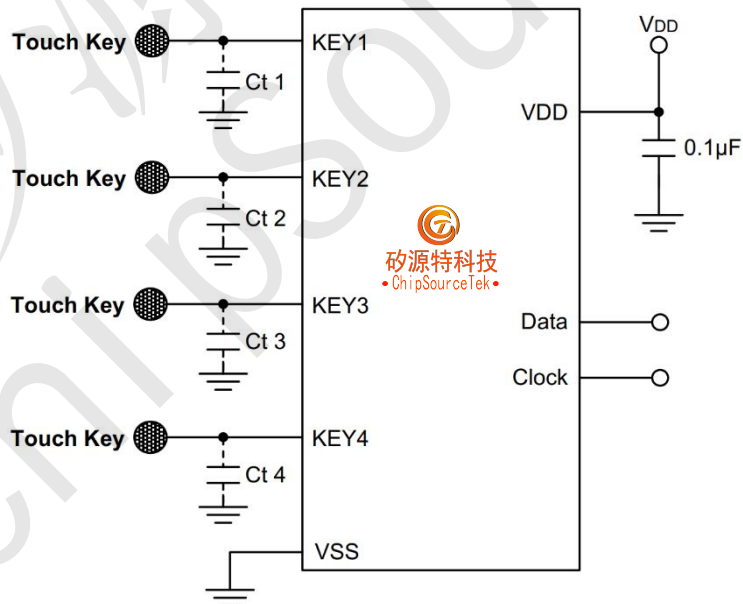 Touch Key
KEY1
Ct 1
VDD
VDD
0.1µF
Touch Key
KEY2
Ct 2
矽源特科技
•ChipSourceTek•
Touch Key
KEY3
Ct 3
Data
Clock
Touch Key
KEY4
Ct 4
VSS
ChipSou